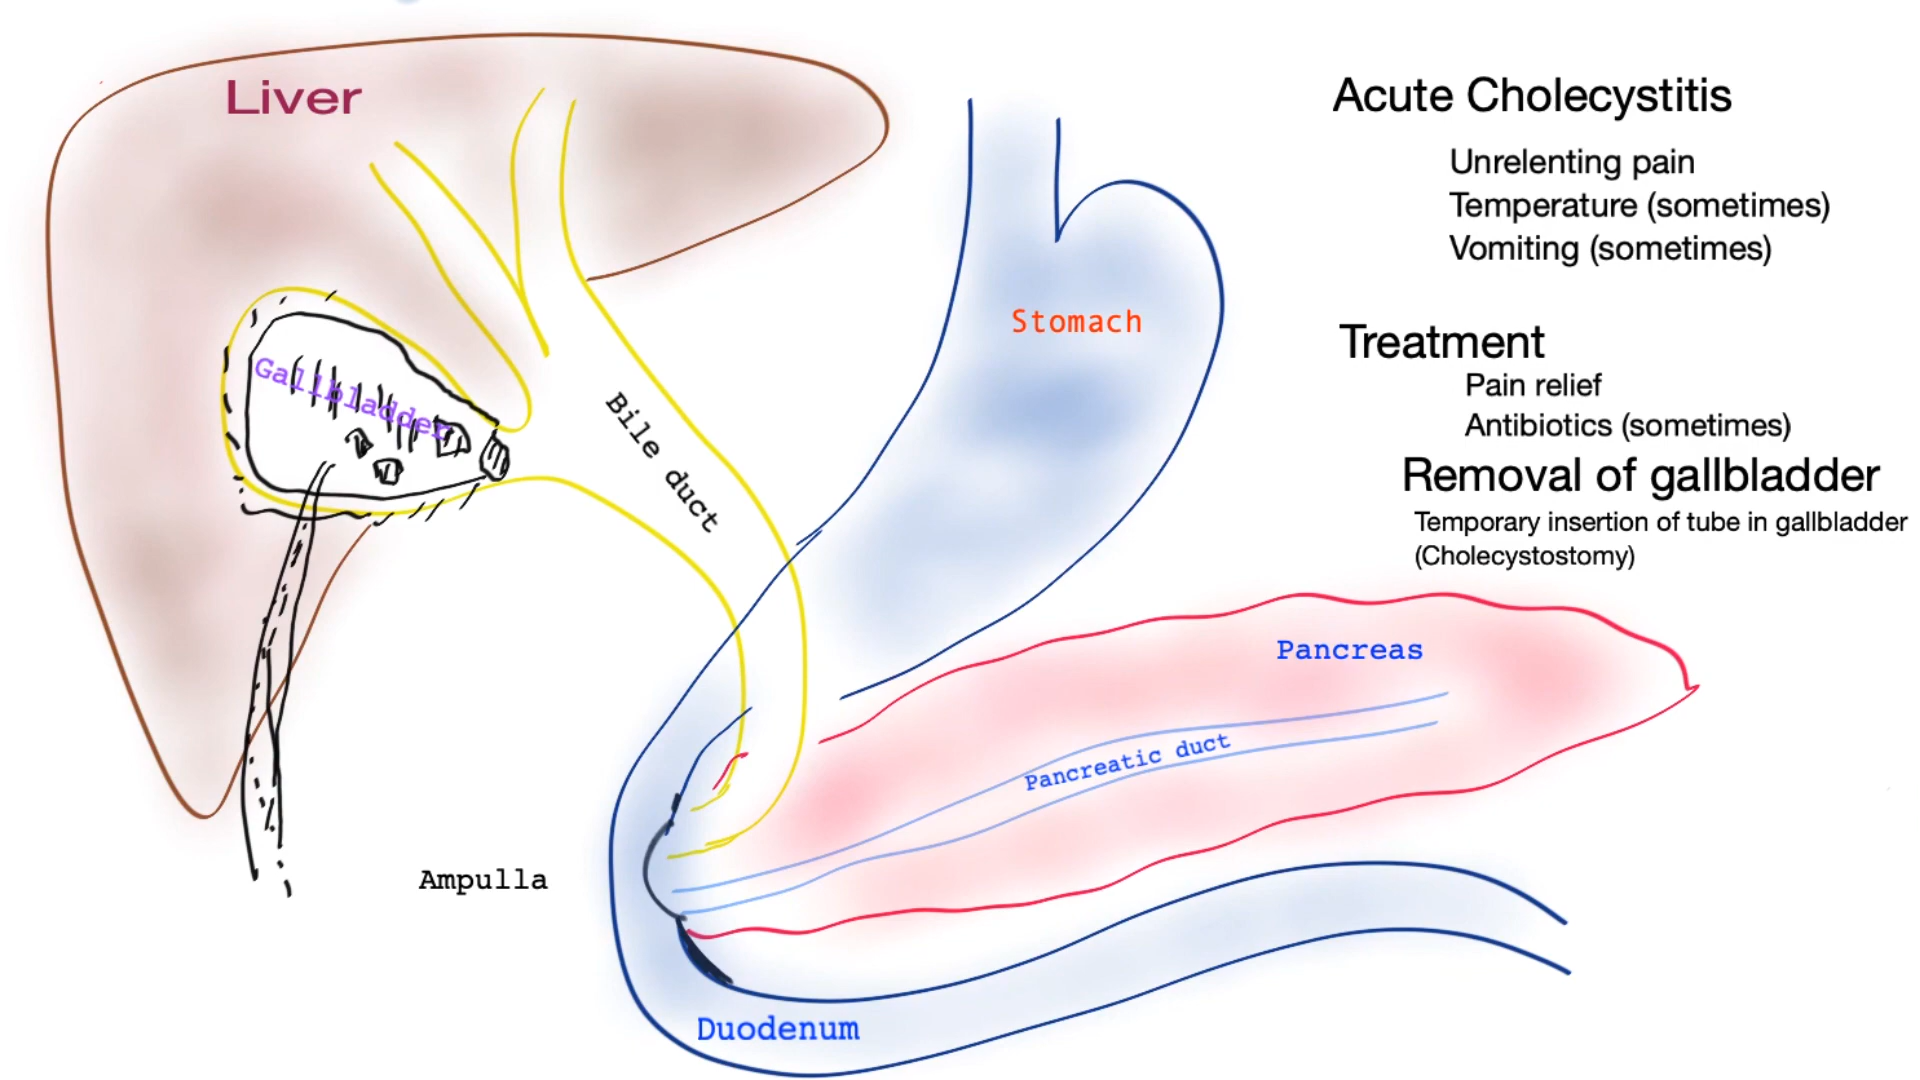 Liver
Gallbladder
Bile duct
Stomach
Pancreas
Pancreatic duct
Ampulla
Duodenum
Acute Cholecystitis
Unrelenting pain
Temperature (sometimes)
Vomiting (sometimes)
Treatment
Pain relief
Antibiotics (sometimes)
Removal of gallbladder
Temporary insertion of tube in gallbladder
(Cholecystostomy)